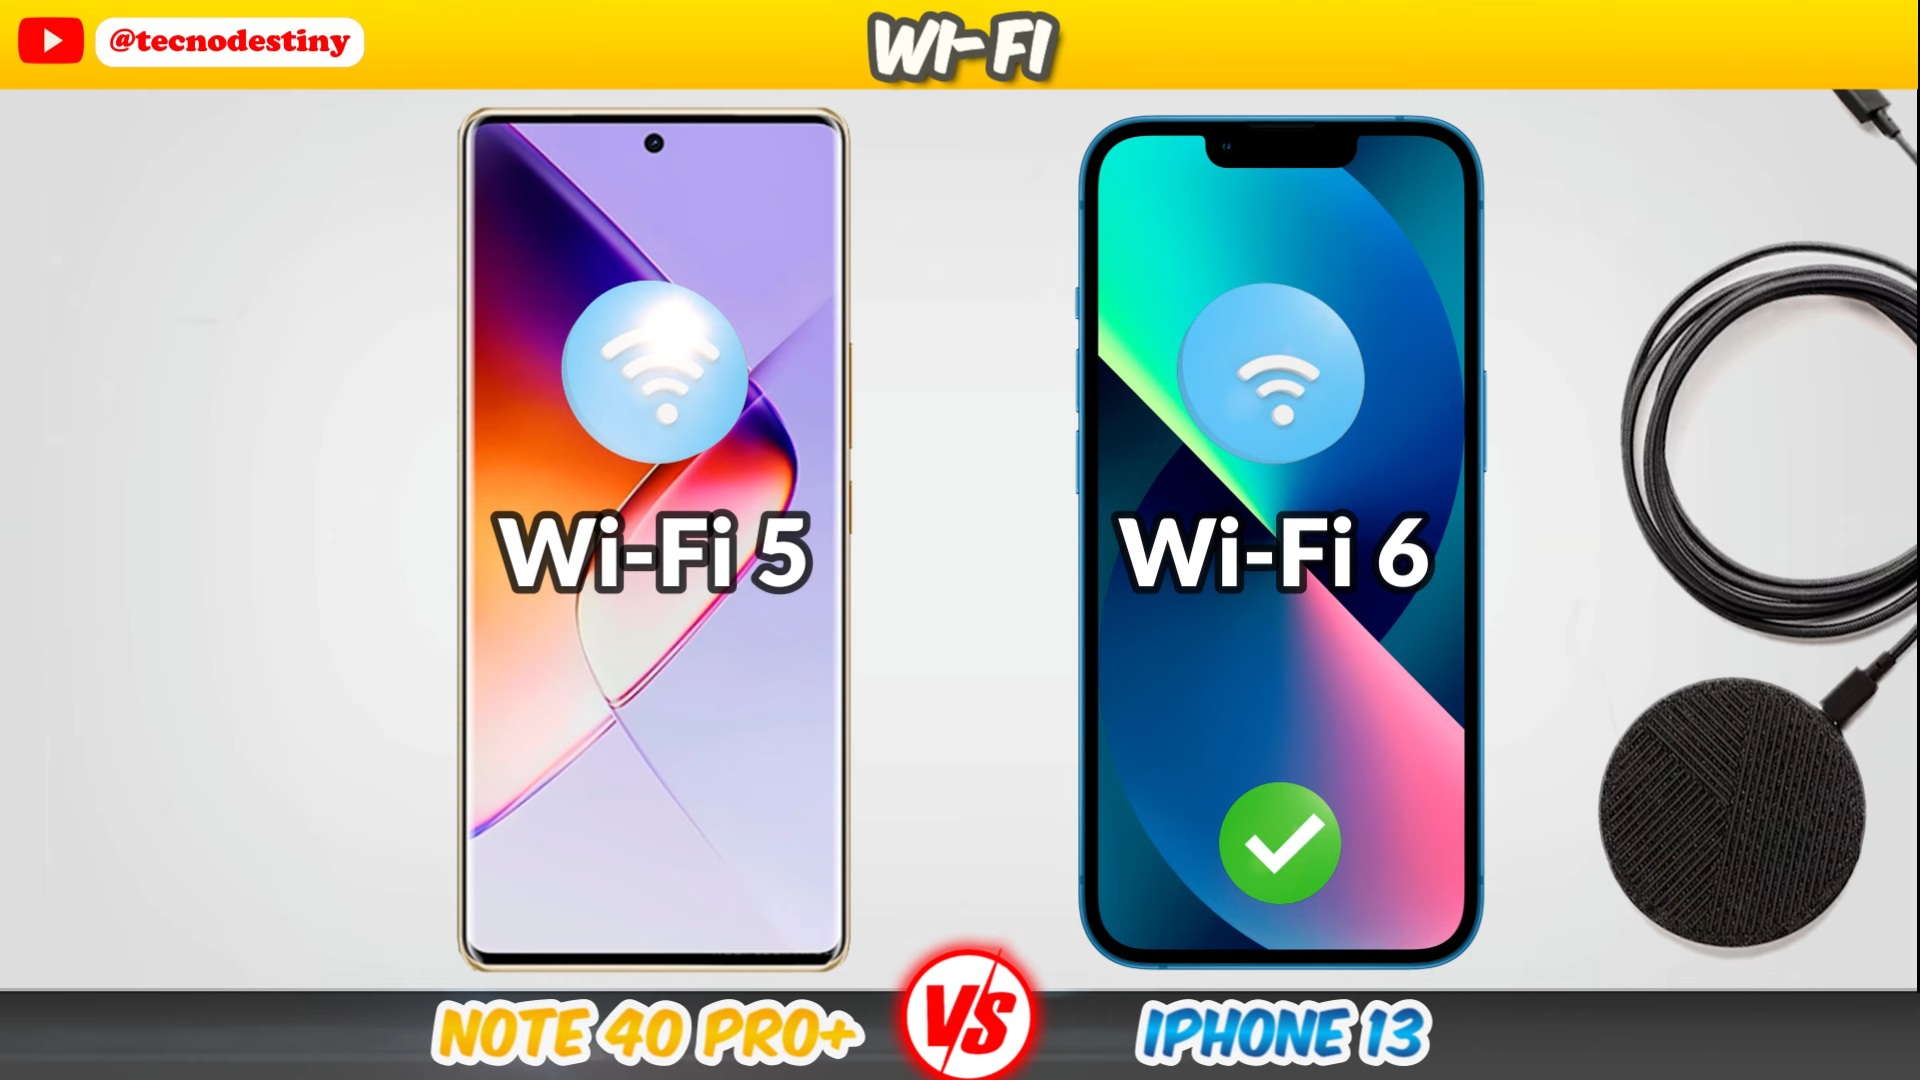 @tecnodestiny
WI-FI
Wi-Fi 5
Wi-Fi 6
NOTE 40 PRO+
VS
IPHONE 13